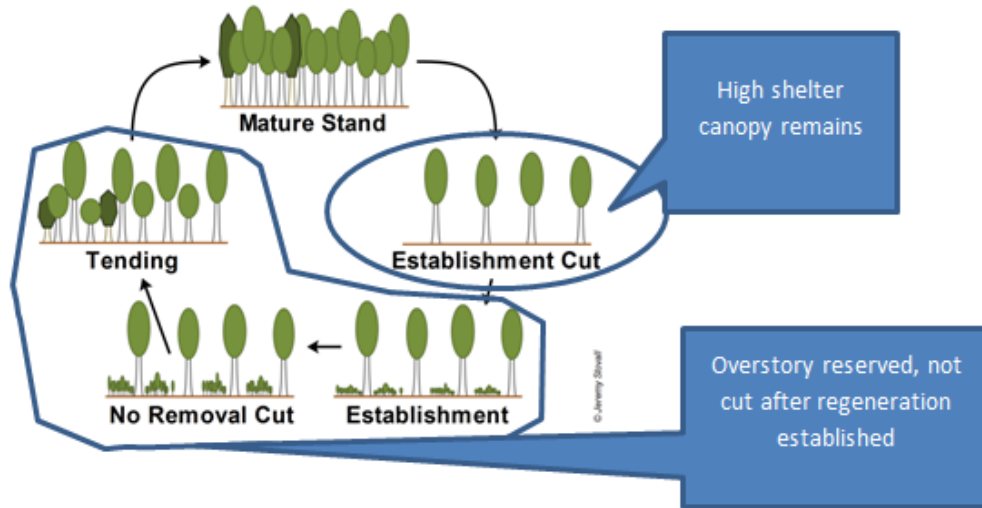 Mature Stand
High shelter
canopy remains
Establishment Cut
Tending
No Removal Cut
Establishment
© Jeremy Stovall
Overstory reserved, not
cut after regeneration
established